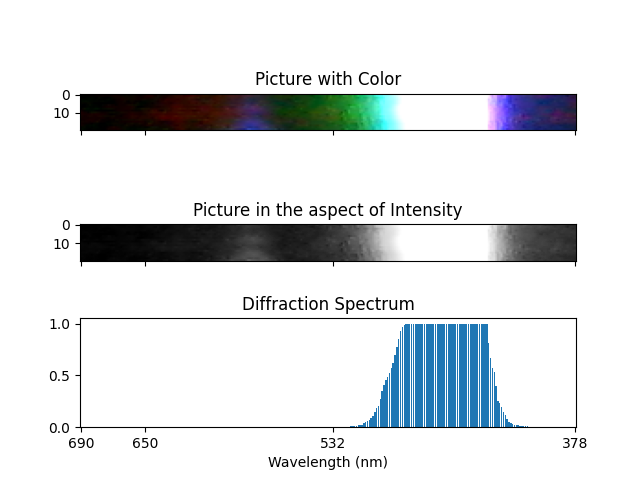 Picture with Color
0
10
Picture in the aspect of Intensity
0
10
Diffraction Spectrum
1.0
0.5
0.0
690 650 532 378
Wavelength (nm)